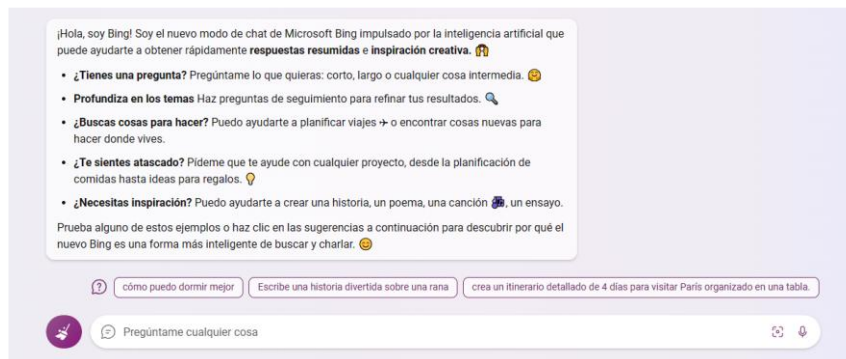 ¡Hola, soy Bing! Soy el nuevo modo de chat de Microsoft Bing impulsado por la inteligencia artificial que
puede ayudarte a obtener rápidamente respuestas resumidas e inspiración creativa.
• ¿Tienes una pregunta? Pregúntame lo que quieras: corto, largo o cualquier cosa intermedia.
• Profundiza en los temas Haz preguntas de seguimiento para refinar tus resultados.
• ¿Buscas cosas para hacer? Puedo ayudarte a planificar viajes ✈ o encontrar cosas nuevas para
hacer donde vives.
• ¿Te sientes atascado? Pídeme que te ayude con cualquier proyecto, desde la planificación de
comidas hasta ideas para regalos.
• ¿Necesitas inspiración? Puedo ayudarte a crear una historia, un poema, una canción , un ensayo.
Prueba alguno de estos ejemplos o haz clic en las sugerencias a continuación para descubrir por qué el
nuevo Bing es una forma más inteligente de buscar y charlar.
cómo puedo dormir mejor Escribe una historia divertida sobre una rana crea un itinerario detallado de 4 días para visitar París organizado en una tabla.
Pregúntame cualquier cosa